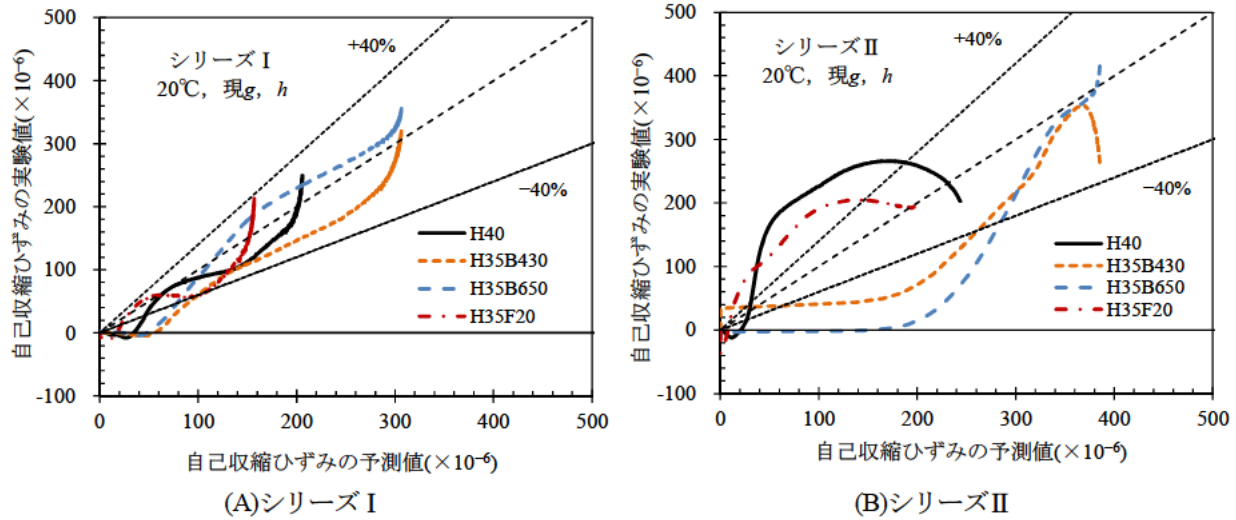 500
400
300
200
100
0
-100
自己収縮ひずみの実験値(×10⁻⁶)
シリーズⅠ
20℃，現g，h
+40%
−40%
H40
H35B430
H35B650
H35F20
0 100 200 300 400 500
自己収縮ひずみの予測値(×10⁻⁶)
(A)シリーズⅠ
500
400
300
200
100
0
-100
自己収縮ひずみの実験値(×10⁻⁶)
シリーズⅡ
20℃，現g，h
+40%
−40%
H40
H35B430
H35B650
H35F20
0 100 200 300 400 500
自己収縮ひずみの予測値(×10⁻⁶)
(B)シリーズⅡ